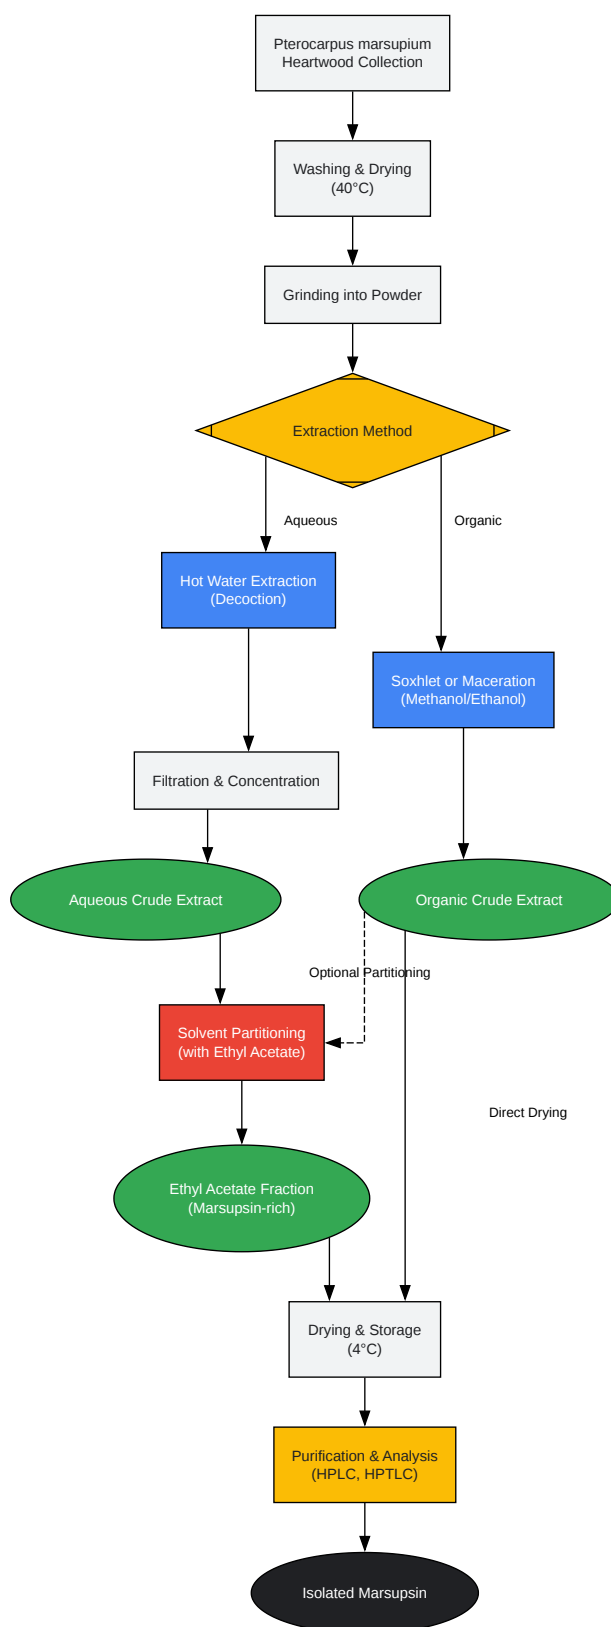 Pterocarpus marsupium
Heartwood Collection
Washing & Drying
(40°C)
Grinding into Powder
Extraction Method
Aqueous
Organic
Hot Water Extraction
(Decoction)
Soxhlet or Maceration
(Methanol/Ethanol)
Filtration & Concentration
Aqueous Crude Extract
Organic Crude Extract
Optional Partitioning
Solvent Partitioning
(with Ethyl Acetate)
Direct Drying
Ethyl Acetate Fraction
(Marsupsin-rich)
Drying & Storage
(4°C)
Purification & Analysis
(HPLC, HPTLC)
Isolated Marsupsin